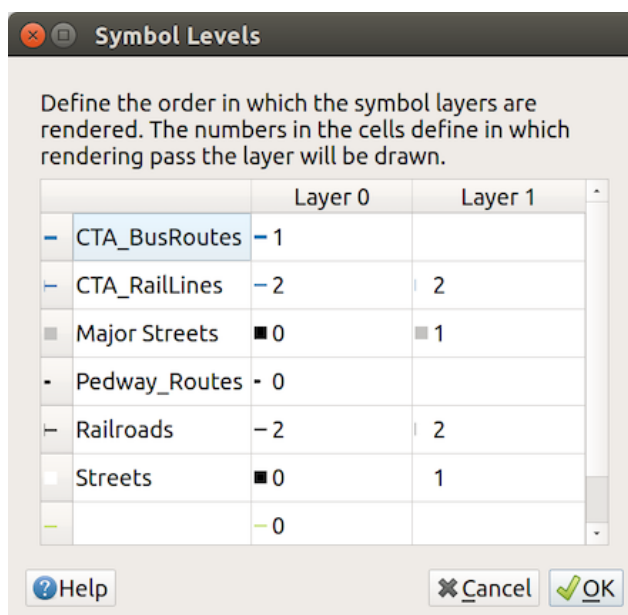 Symbol Levels
Define the order in which the symbol layers are
rendered. The numbers in the cells define in which
rendering pass the layer will be drawn.
Layer 0 Layer 1
CTA_BusRoutes 1
CTA_RailLines 2 2
Major Streets 0 1
Pedway_Routes 0
Railroads 2 2
Streets 0 1
0
Help Cancel OK